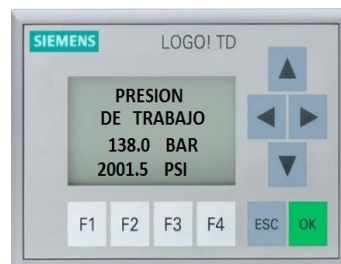 SIEMENS LOGO! TD
PRESION
DE TRABAJO
138.0 BAR
2001.5 PSI
F1 F2 F3 F4 ESC OK